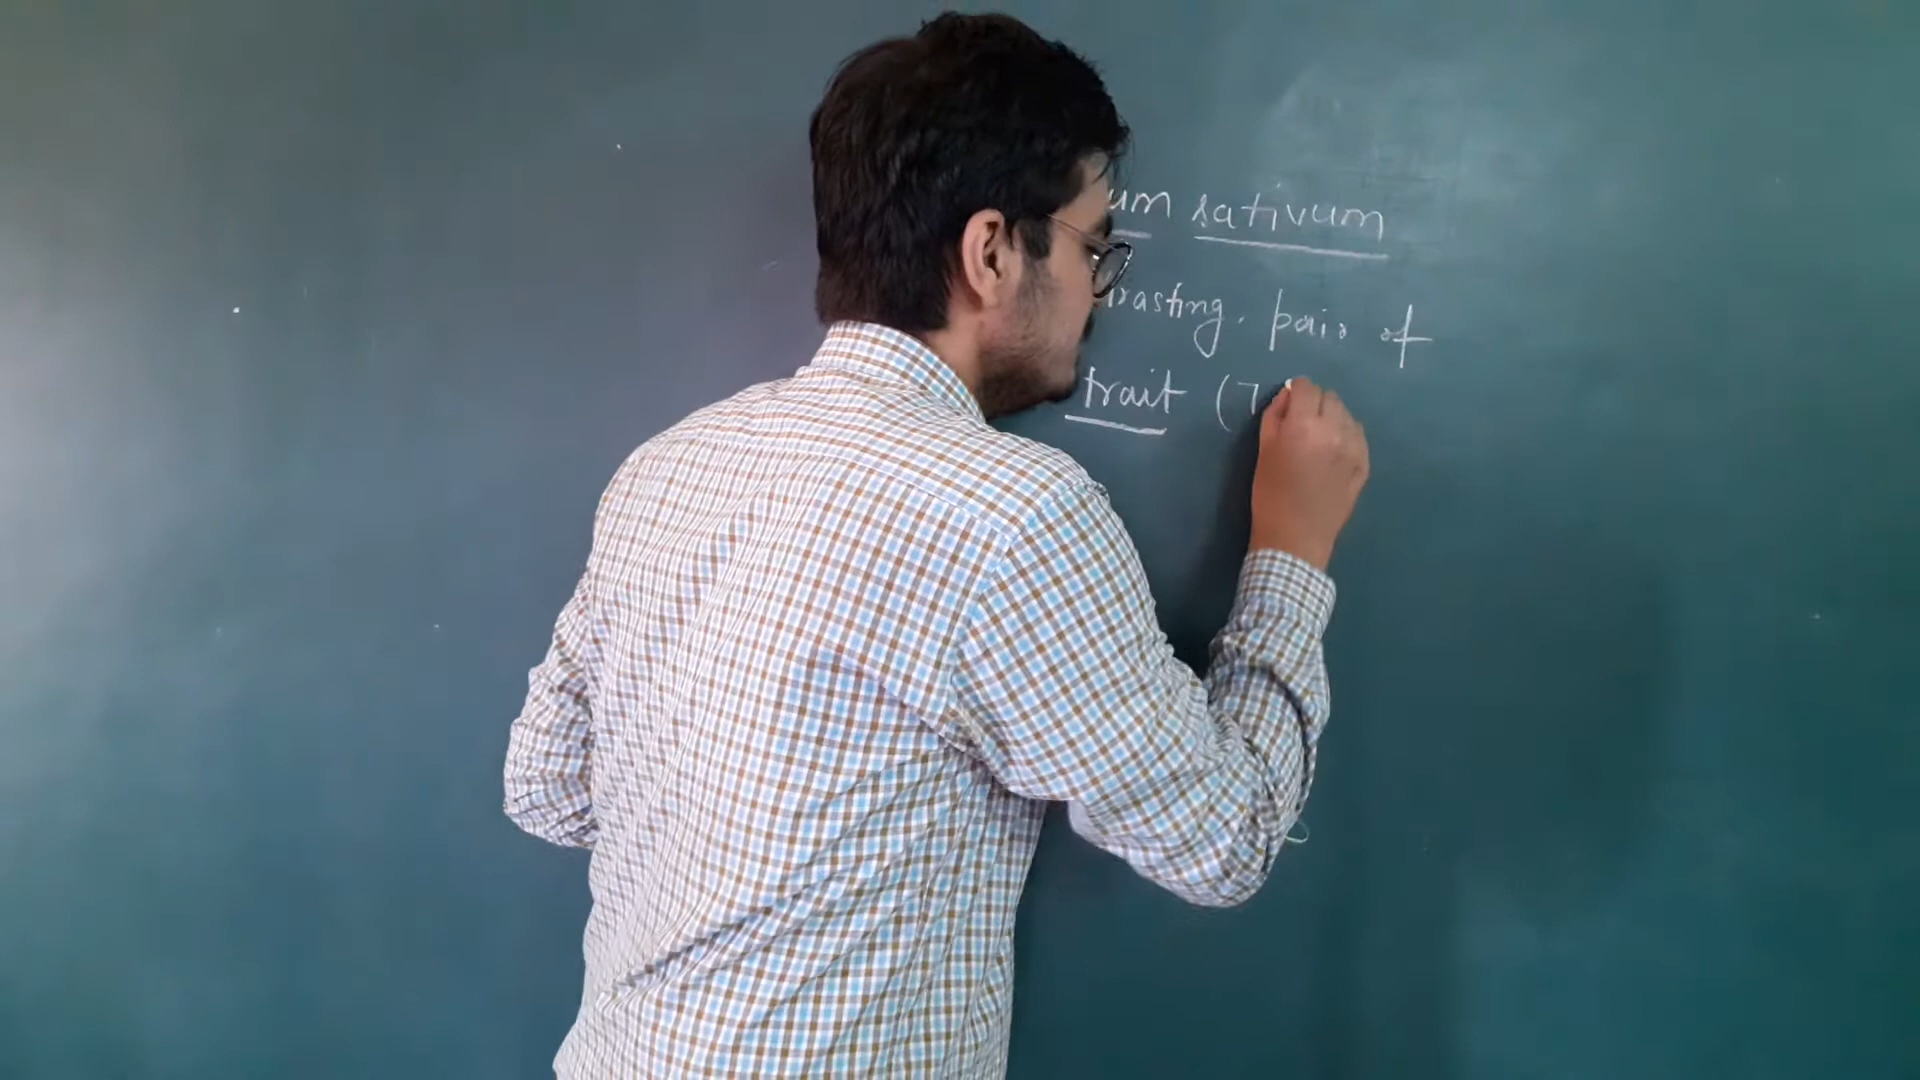 um sativum
rasting. pair of
trait (7